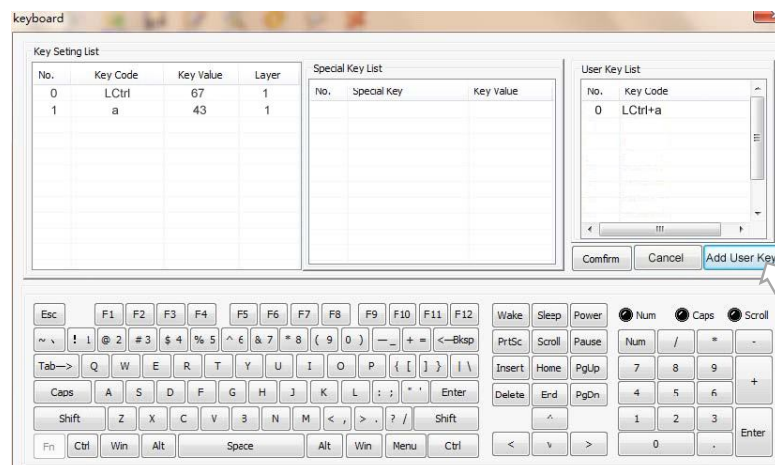 keyboard
Key Seting List
No. Key Code Key Value Layer
0 LCtrl 67 1
1 a 43 1
Special Key List
No. Special Key Key Value
User Key List
No. Key Code
0 LCtrl+a
Comfirm Cancel Add User Key
Esc F1 F2 F3 F4 F5 F6 F7 F8 F9 F10 F11 F12 Wake Sleep Power Num Caps Scroll
~ 、 ! 1 @ 2 # 3 $ 4 % 5 ^ 6 & 7 * 8 ( 9 0 ) —_ + = <—Bksp PrtSc Scroll Pause Num / * -
Tab—> Q W E R T Y U I O P { [ ] } | \ Insert Home PgUp 7 8 9 +
Caps A S D F G H J K L : ; " ' Enter Delete End PgDn 4 5 6
Shift Z X C V 3 N M < , > . ? / Shift ^ 1 2 3 Enter
Fn Ctrl Win Alt Space Alt Win Menu Ctrl < v > 0 .